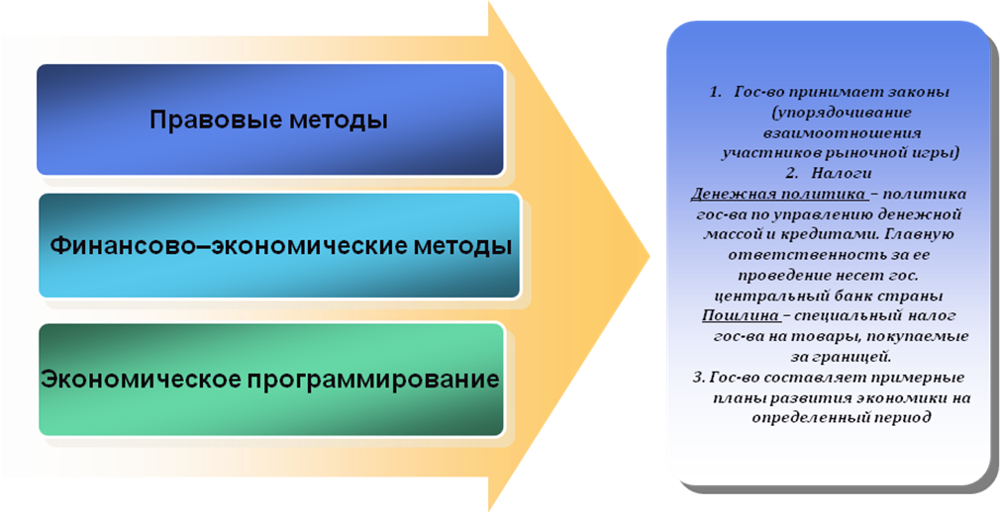 Правовые методы
Финансово–экономические методы
Экономическое программирование
1. Гос-во принимает законы
(упорядочивание
взаимоотношения
участников рыночной игры)
2. Налоги
Денежная политика – политика
гос-ва по управлению денежной
массой и кредитами. Главную
ответственность за ее
проведение несет гос.
центральный банк страны
Пошлина – специальный налог
гос-ва на товары, покупаемые
за границей.
3. Гос-во составляет примерные
планы развития экономики на
определенный период